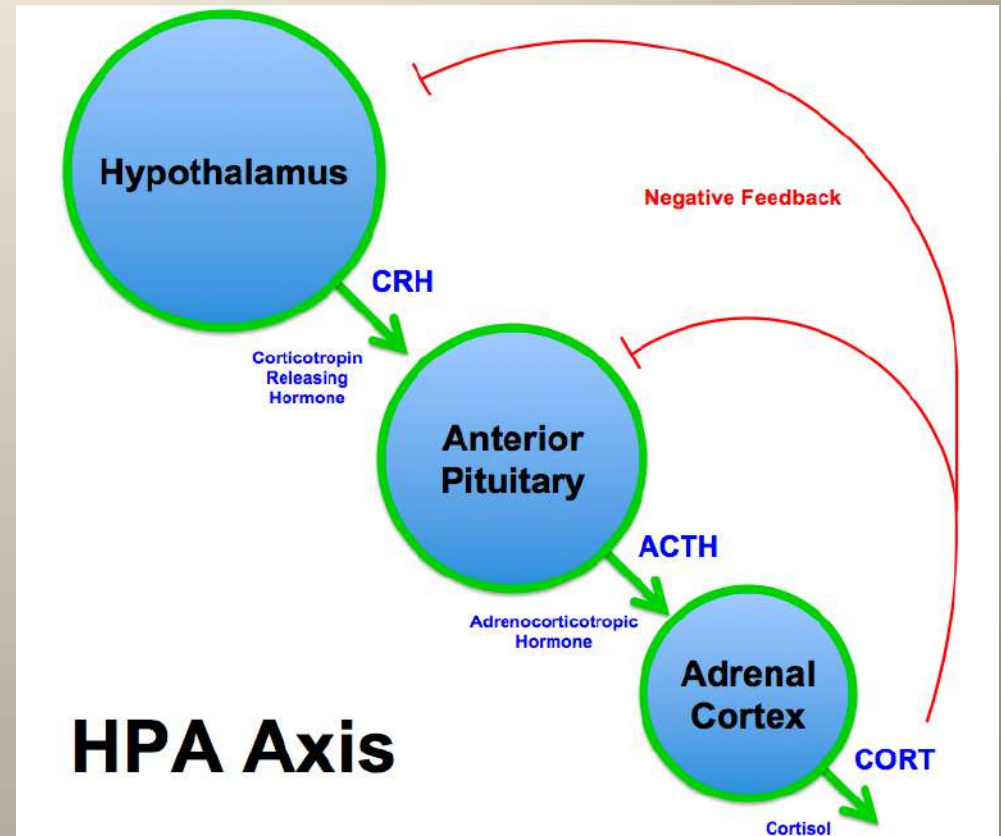 Hypothalamus
Negative Feedback
CRH
Corticotropin
Releasing
Hormone
Anterior
Pituitary
ACTH
Adrenocorticotropic
Hormone
Adrenal
Cortex
HPA Axis
CORT
Cortisol